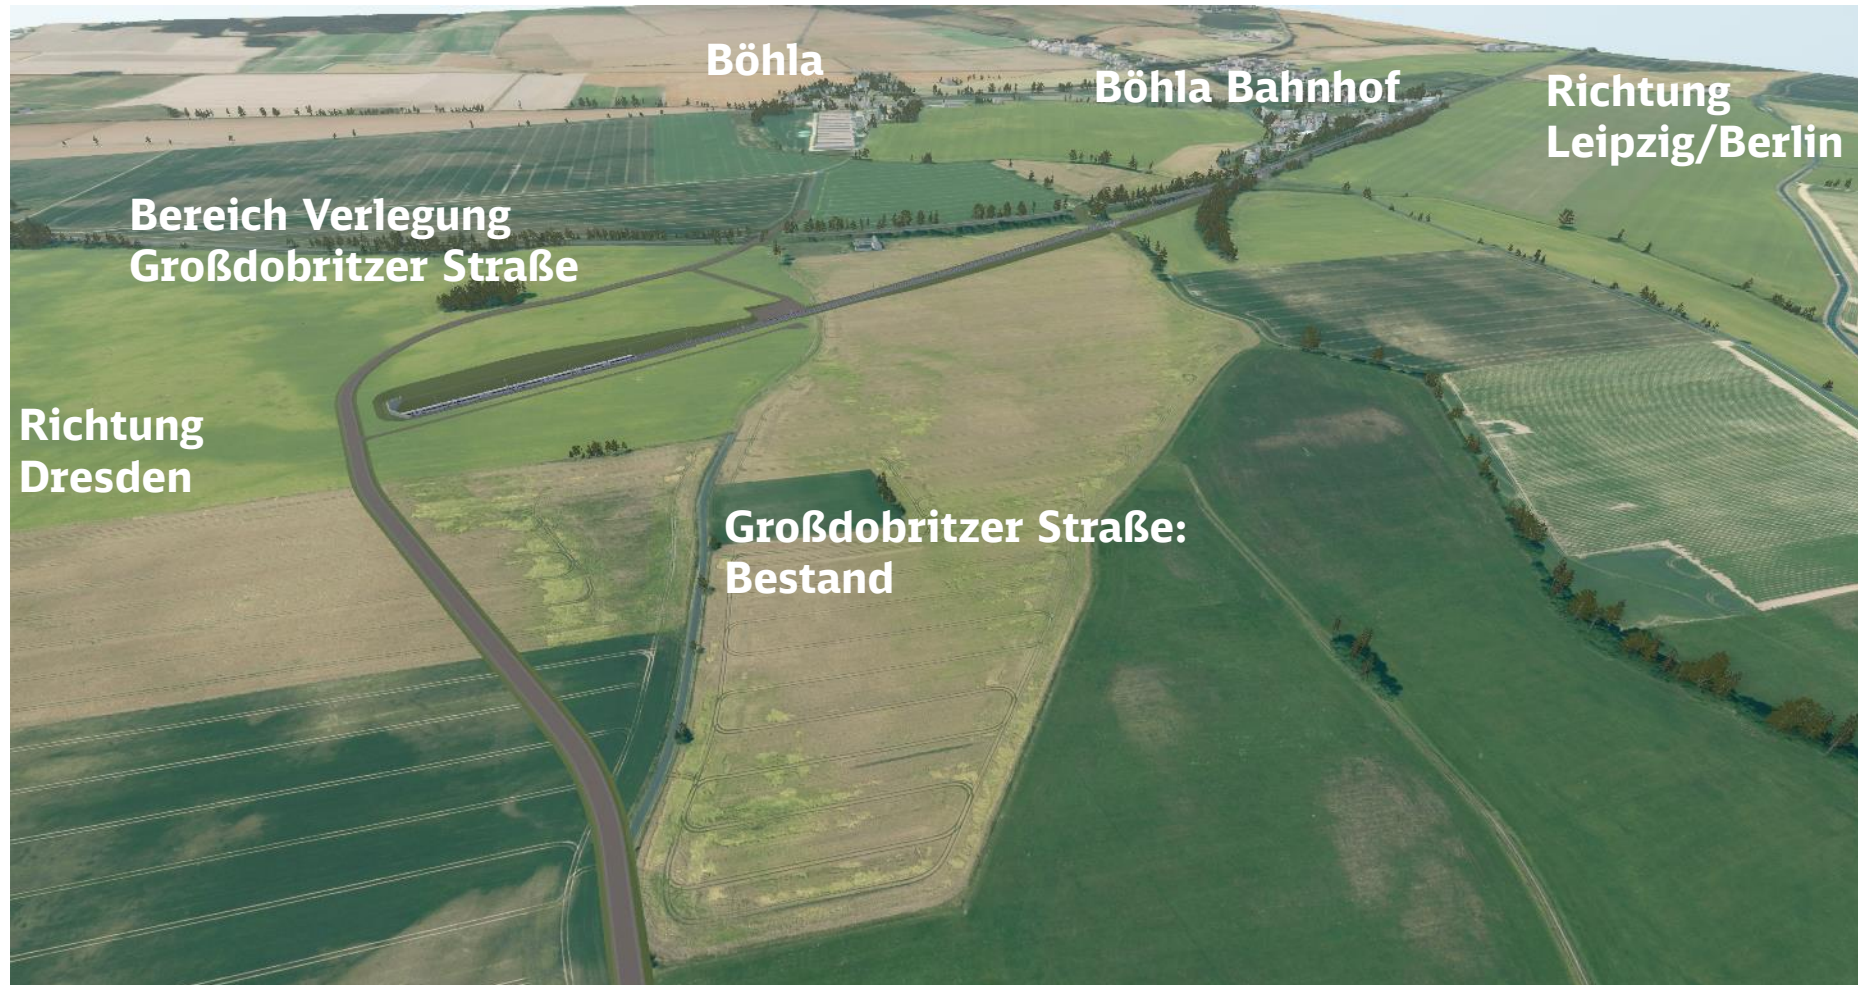 Böhla
Böhla Bahnhof
Richtung
Leipzig/Berlin
Bereich Verlegung
Großdobritzer Straße
Richtung
Dresden
Großdobritzer Straße:
Bestand